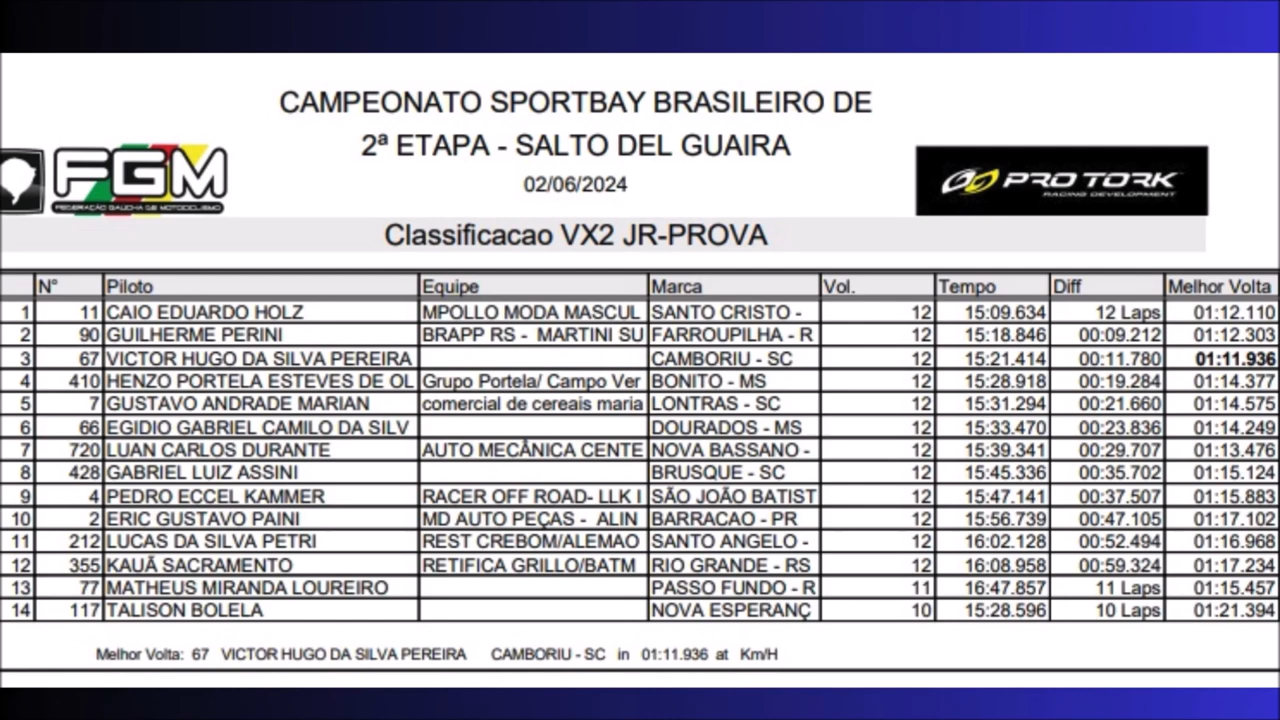 CAMPEONATO SPORTBAY BRASILEIRO DE
2ª ETAPA - SALTO DEL GUAIRA
02/06/2024
FGM
FEDERAÇÃO GAUCHA DE MOTOCICLISMO
PRO TORK
RACING DEVELOPMENT
Classificacao VX2 JR-PROVA
N° Piloto Equipe Marca Vol. Tempo Diff Melhor Volta
1 11 CAIO EDUARDO HOLZ MPOLLO MODA MASCUL SANTO CRISTO - 12 15:09.634 12 Laps 01:12.110
2 90 GUILHERME PERINI BRAPP RS - MARTINI SU FARROUPILHA - R 12 15:18.846 00:09.212 01:12.303
3 67 VICTOR HUGO DA SILVA PEREIRA CAMBORIU - SC 12 15:21.414 00:11.780 01:11.936
4 410 HENZO PORTELA ESTEVES DE OL Grupo Portela/ Campo Ver BONITO - MS 12 15:28.918 00:19.284 01:14.377
5 7 GUSTAVO ANDRADE MARIAN comercial de cereais maria LONTRAS - SC 12 15:31.294 00:21.660 01:14.575
6 66 EGIDIO GABRIEL CAMILO DA SILV DOURADOS - MS 12 15:33.470 00:23.836 01:14.249
7 720 LUAN CARLOS DURANTE AUTO MECÂNICA CENTE NOVA BASSANO - 12 15:39.341 00:29.707 01:13.476
8 428 GABRIEL LUIZ ASSINI BRUSQUE - SC 12 15:45.336 00:35.702 01:15.124
9 4 PEDRO ECCEL KAMMER RACER OFF ROAD- LLK I SÃO JOÃO BATIST 12 15:47.141 00:37.507 01:15.883
10 2 ERIC GUSTAVO PAINI MD AUTO PEÇAS - ALIN BARRACAO - PR 12 15:56.739 00:47.105 01:17.102
11 212 LUCAS DA SILVA PETRI REST CREBOM/ALEMAO SANTO ANGELO - 12 16:02.128 00:52.494 01:16.968
12 355 KAUÃ SACRAMENTO RETIFICA GRILLO/BATM RIO GRANDE - RS 12 16:08.958 00:59.324 01:17.234
13 77 MATHEUS MIRANDA LOUREIRO PASSO FUNDO - R 11 16:47.857 11 Laps 01:15.457
14 117 TALISON BOLELA NOVA ESPERANÇ 10 15:28.596 10 Laps 01:21.394
Melhor Volta: 67 VICTOR HUGO DA SILVA PEREIRA CAMBORIU - SC in 01:11.936 at Km/H